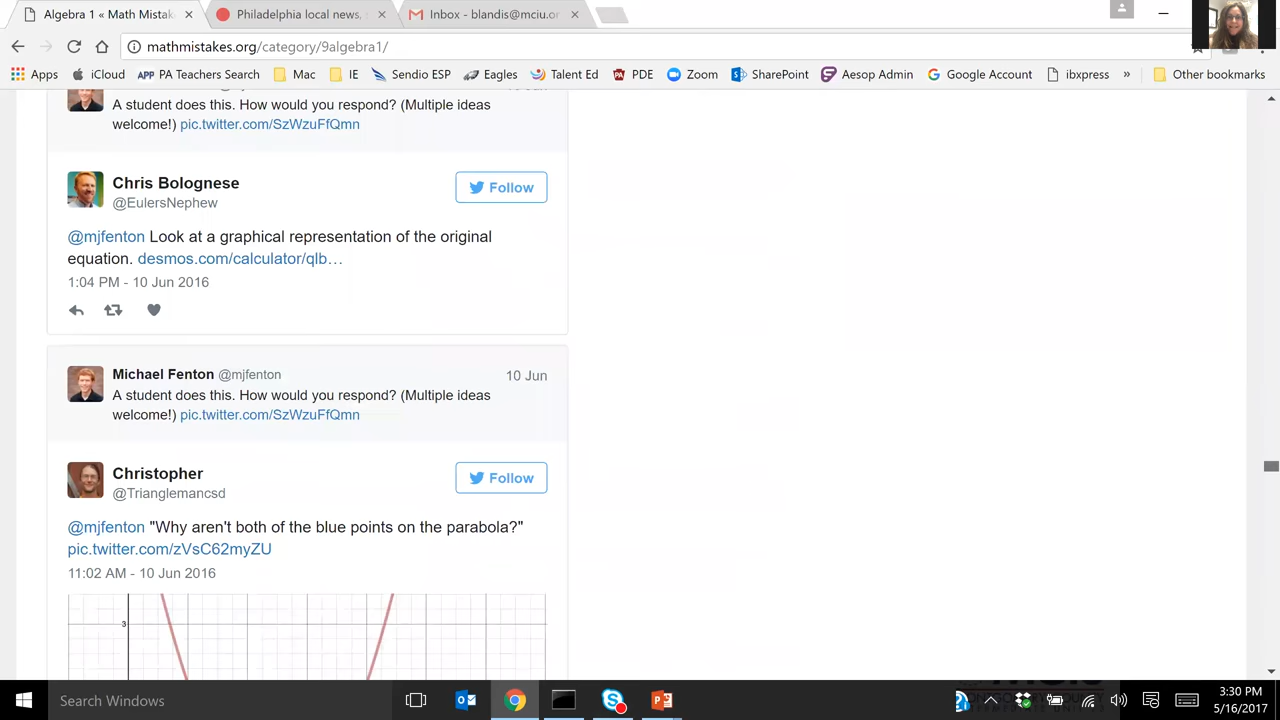 Algebra 1 « Math Mistake
Philadelphia local news,
Inbox - blandis@mciu.or
mathmistakes.org/category/9algebra1/
Apps
iCloud
APP PA Teachers Search
Mac
IE
Sendio ESP
Eagles
Talent Ed
PDE
Zoom
SharePoint
Aesop Admin
Google Account
ibxpress
»
Other bookmarks
A student does this. How would you respond? (Multiple ideas
welcome!) pic.twitter.com/SzWzuFfQmn
Chris Bolognese
Follow
@EulersNephew
@mjfenton Look at a graphical representation of the original
equation. desmos.com/calculator/qlb…
1:04 PM - 10 Jun 2016
Michael Fenton @mjfenton
10 Jun
A student does this. How would you respond? (Multiple ideas
welcome!) pic.twitter.com/SzWzuFfQmn
Christopher
Follow
@Trianglemancsd
@mjfenton "Why aren't both of the blue points on the parabola?"
pic.twitter.com/zVsC62myZU
11:02 AM - 10 Jun 2016
3
Search Windows
3:30 PM
5/16/2017